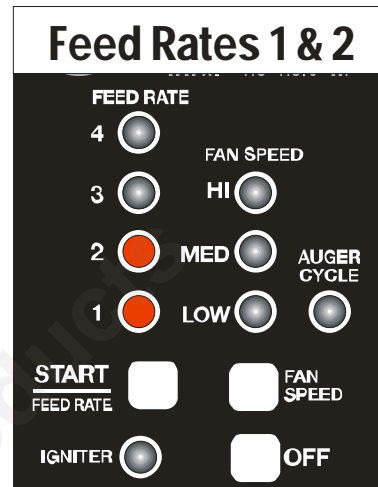 Feed Rates 1 & 2
FEED RATE
4
FAN SPEED
3 HI
2 MED AUGER
CYCLE
1 LOW
START
FEED RATE
FAN
SPEED
IGNITER
OFF